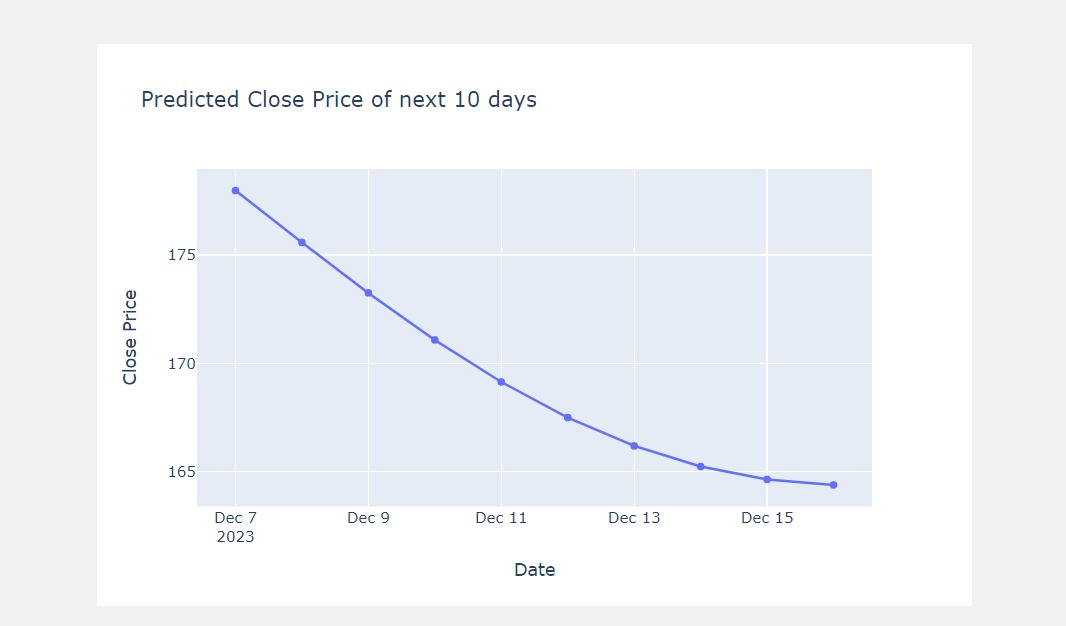 Predicted Close Price of next 10 days
Close Price
175
170
165
Dec 7
2023
Dec 9
Dec 11
Dec 13
Dec 15
Date